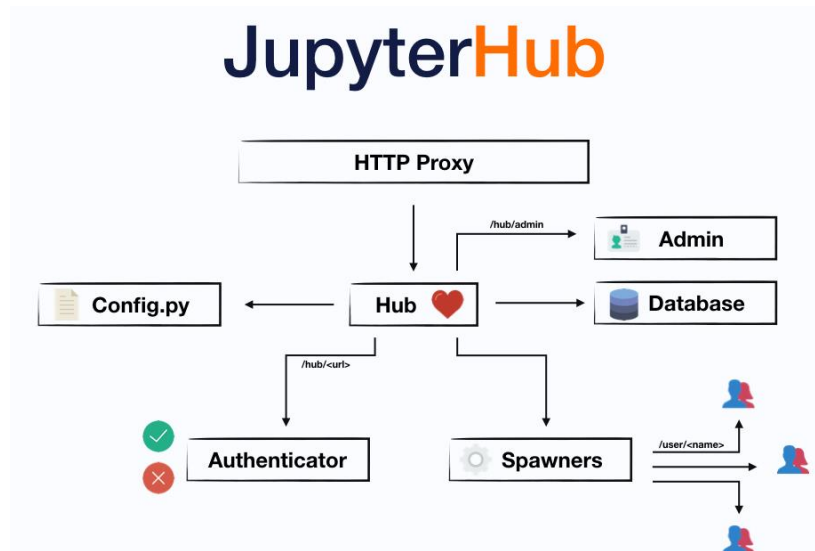 JupyterHub
HTTP Proxy
/hub/admin
Admin
Config.py
Hub
Database
/hub/<url>
Authenticator
Spawners
/user/<name>